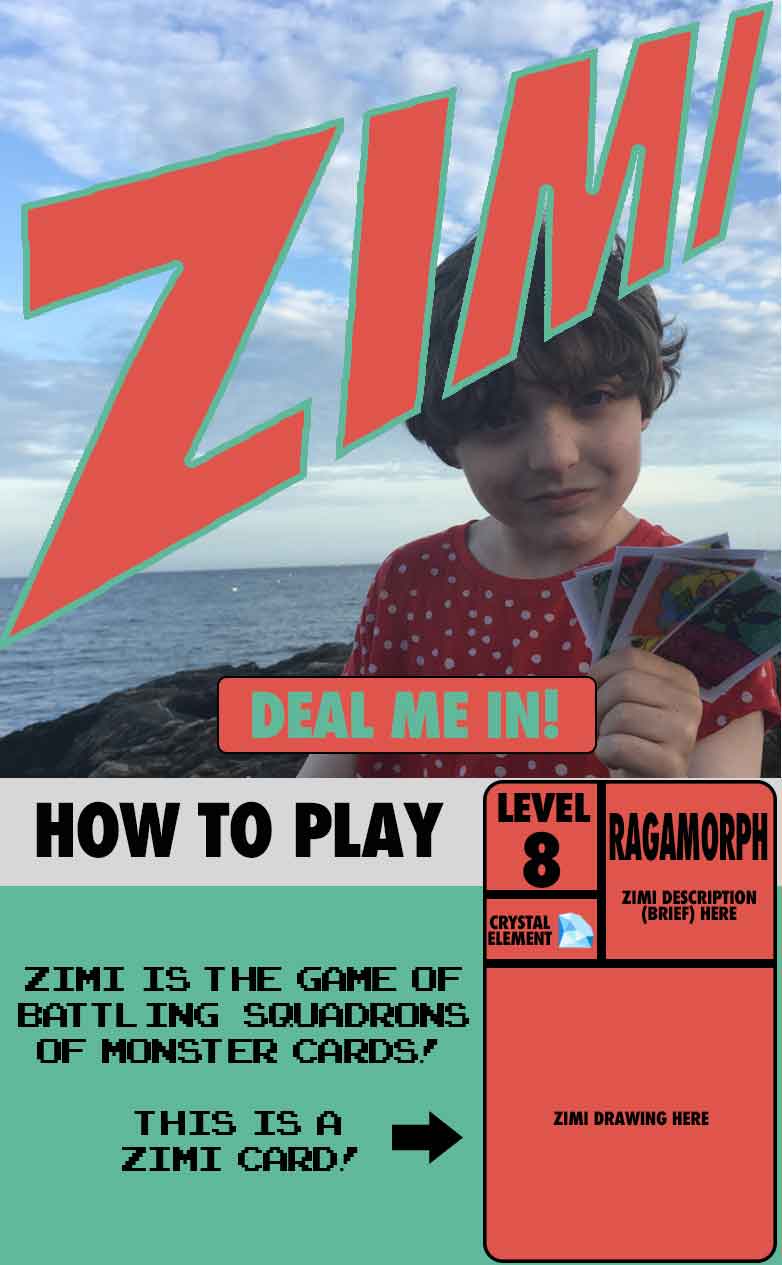 ZIMI
DEAL ME IN!
HOW TO PLAY
ZIMI IS THE GAME OF
BATTLING SQUADRONS
OF MONSTER CARDS!
THIS IS A
ZIMI CARD!
LEVEL
8
CRYSTAL
ELEMENT
RAGAMORPH
ZIMI DESCRIPTION
(BRIEF) HERE
ZIMI DRAWING HERE